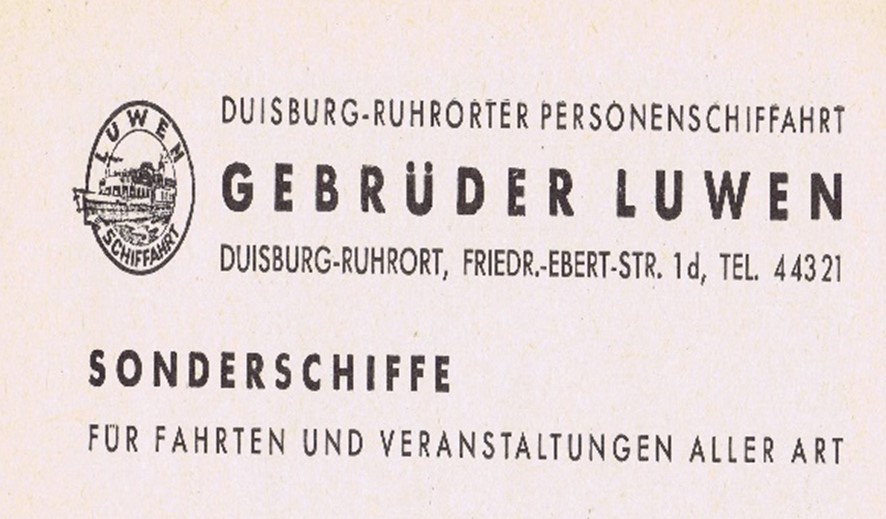 LUWEN
SCHIFFAHRT
DUISBURG-RUHRORTER PERSONENSCHIFFAHRT
GEBRÜDER LUWEN
DUISBURG-RUHRORT, FRIEDR.-EBERT-STR. 1d, TEL. 44321
SONDERSCHIFFE
FÜR FAHRTEN UND VERANSTALTUNGEN ALLER ART